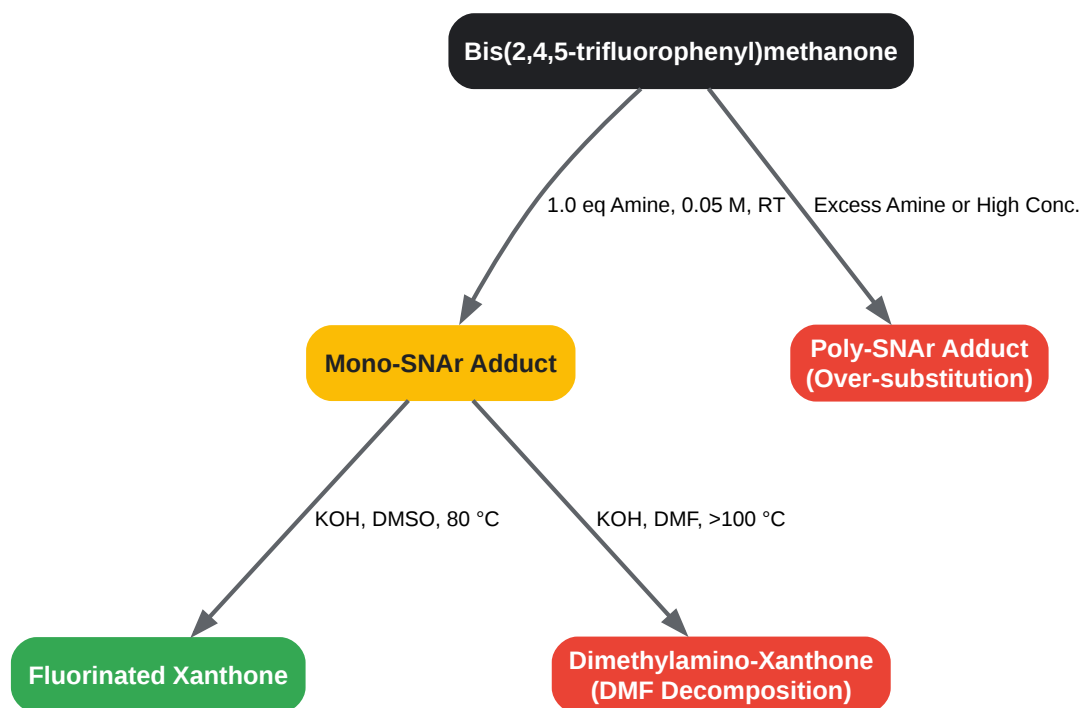 Bis(2,4,5-trifluorophenyl)methanone
1.0 eq Amine, 0.05 M, RT
Excess Amine or High Conc.
Mono-SNAr Adduct
Poly-SNAr Adduct
(Over-substitution)
KOH, DMSO, 80 °C
KOH, DMF, >100 °C
Fluorinated Xanthone
Dimethylamino-Xanthone
(DMF Decomposition)